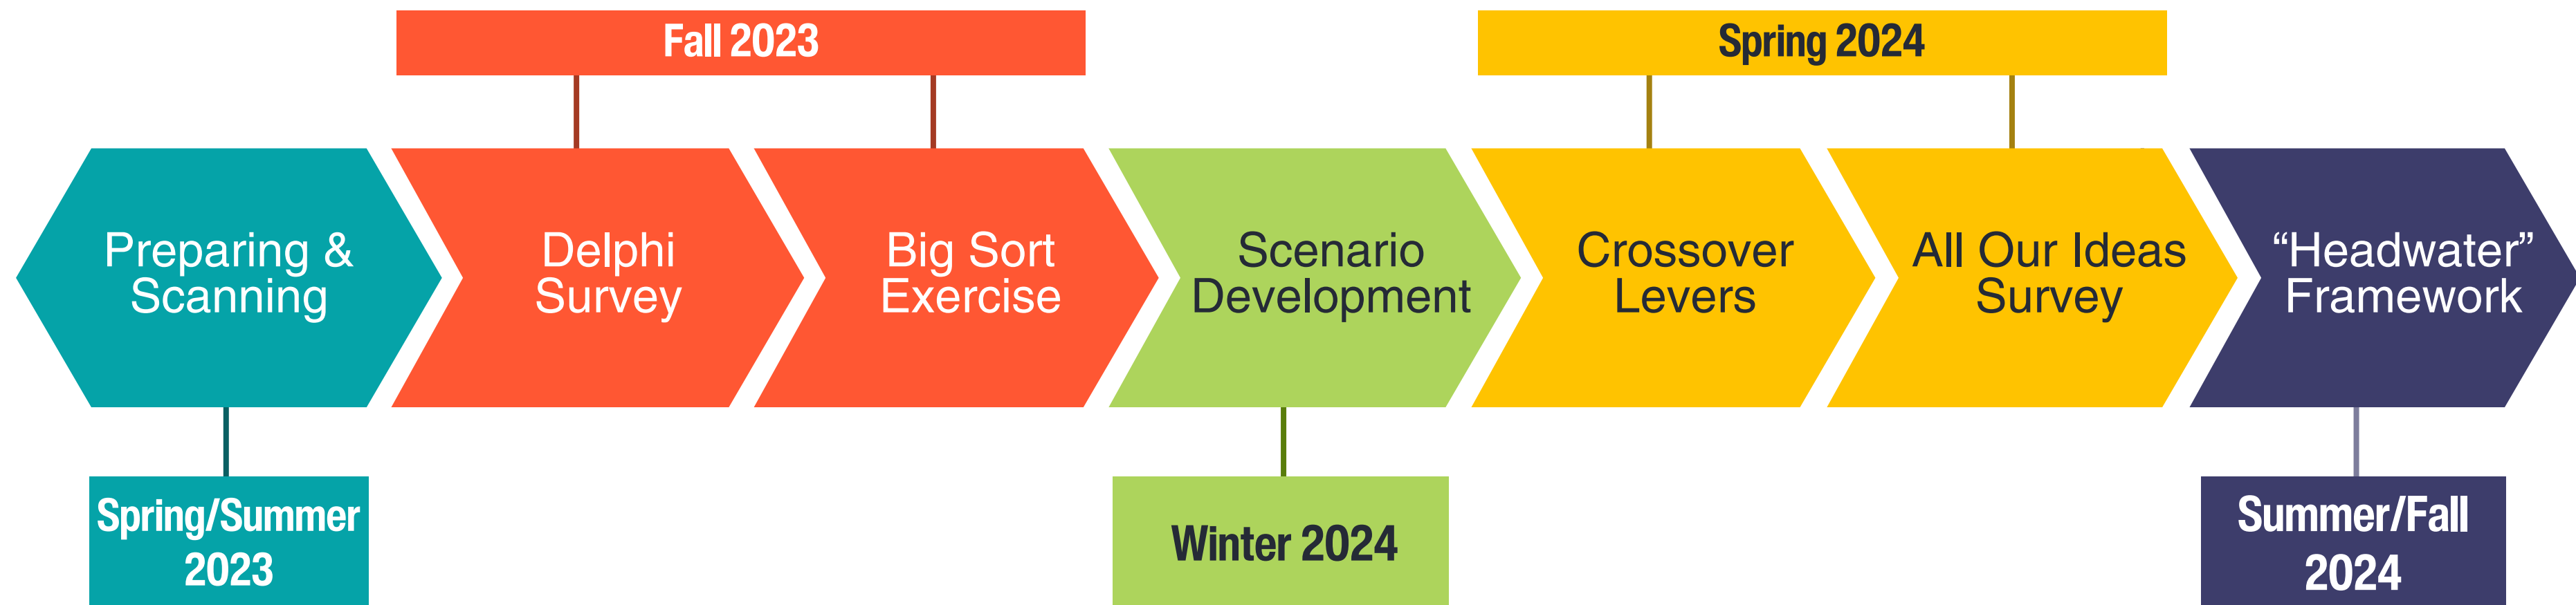 Fall 2023
Spring 2024
Preparing &
Scanning
Delphi
Survey
Big Sort
Exercise
Scenario
Development
Crossover
Levers
All Our Ideas
Survey
“Headwater”
Framework
Spring/Summer
2023
Winter 2024
Summer/Fall
2024